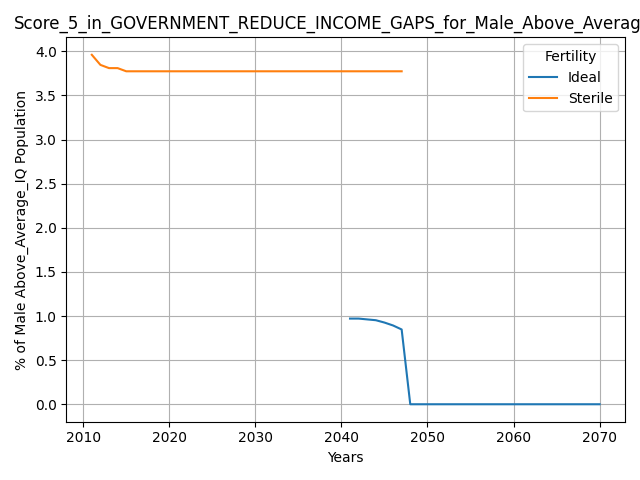 Score_5_in_GOVERNMENT_REDUCE_INCOME_GAPS_for_Male_Above_Averag
% of Male Above_Average_IQ Population
4.0
3.5
3.0
2.5
2.0
1.5
1.0
0.5
0.0
Fertility
Ideal
Sterile
2010 2020 2030 2040 2050 2060 2070
Years